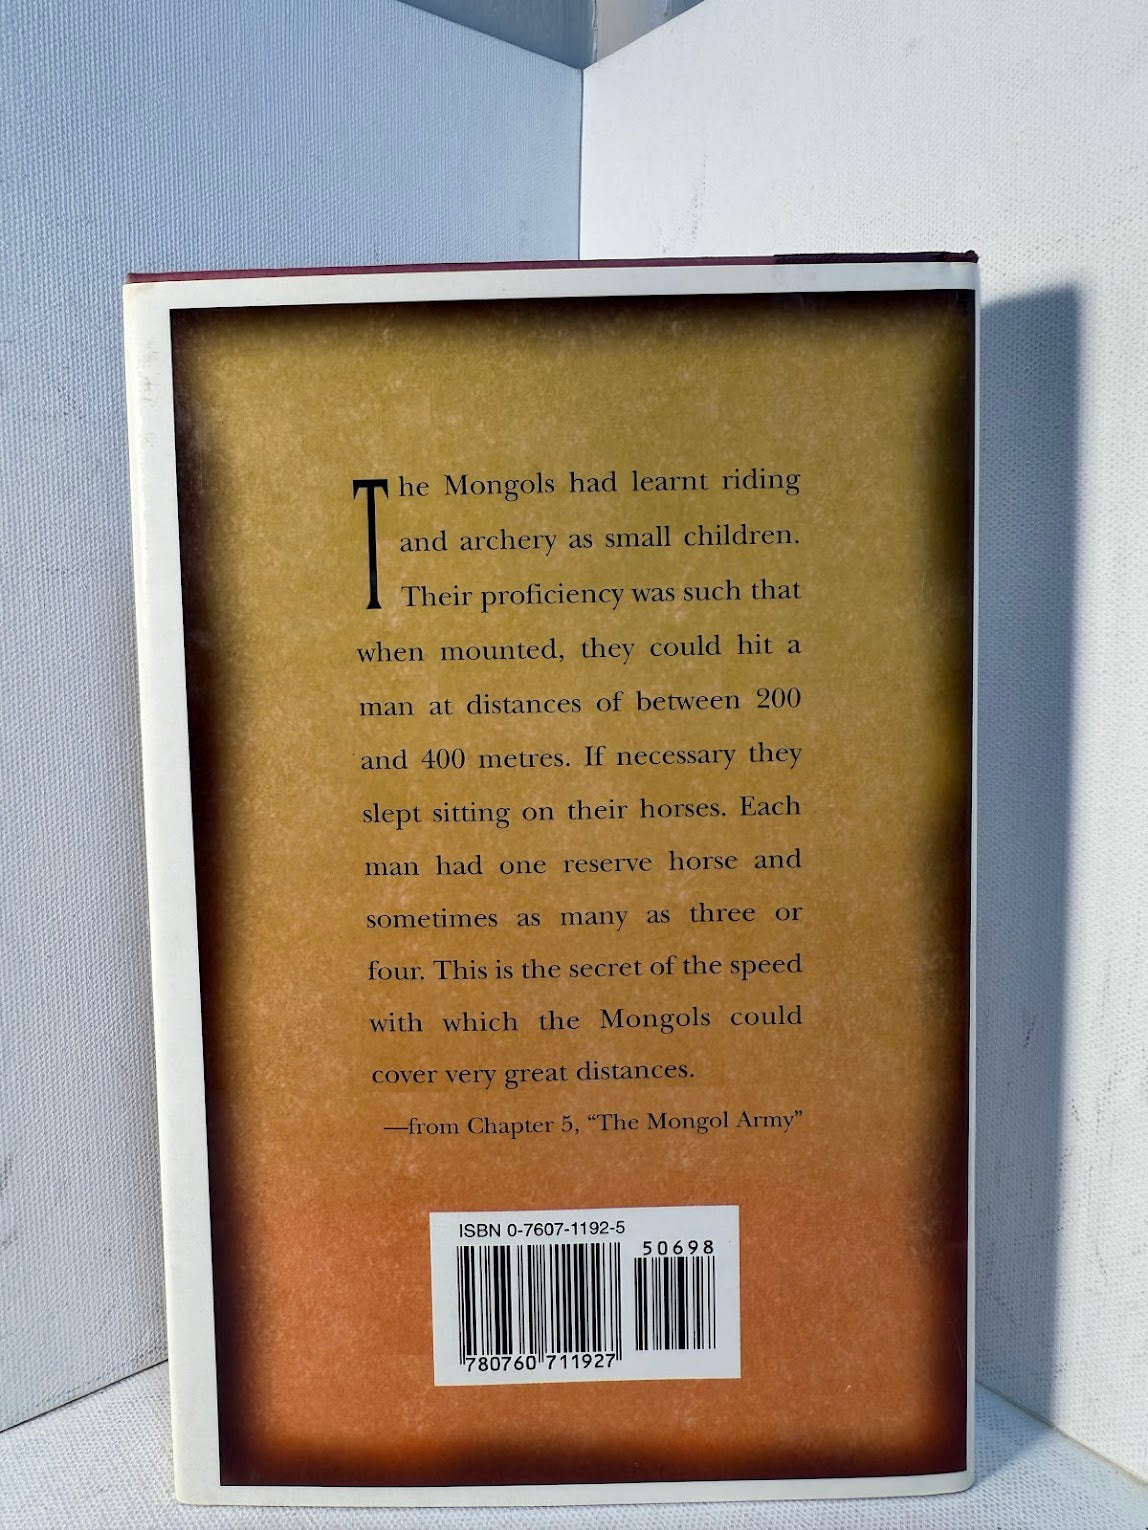 The Mongols had learnt riding
and archery as small children.
Their proficiency was such that
when mounted, they could hit a
man at distances of between 200
and 400 metres. If necessary they
slept sitting on their horses. Each
man had one reserve horse and
sometimes as many as three or
four. This is the secret of the speed
with which the Mongols could
cover very great distances.
—from Chapter 5, “The Mongol Army”
ISBN 0-7607-1192-5
50698
780760 711927